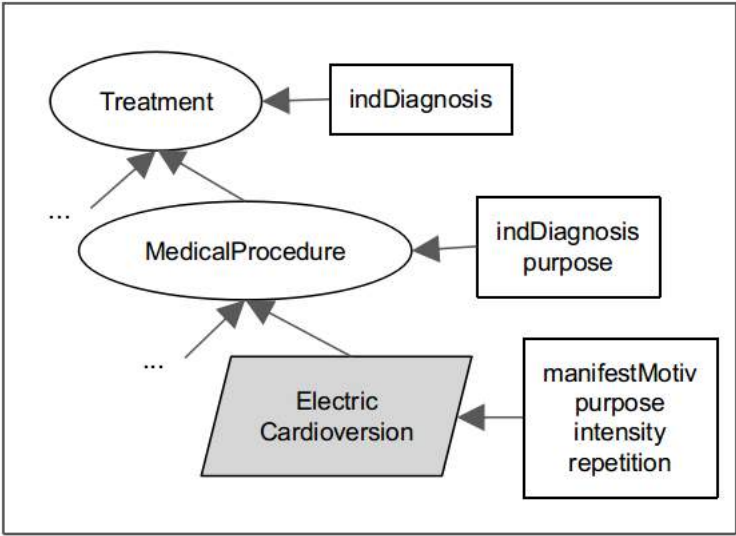 Treatment
indDiagnosis
...
MedicalProcedure
indDiagnosis
purpose
...
Electric
Cardioversion
manifestMotiv
purpose
intensity
repetition